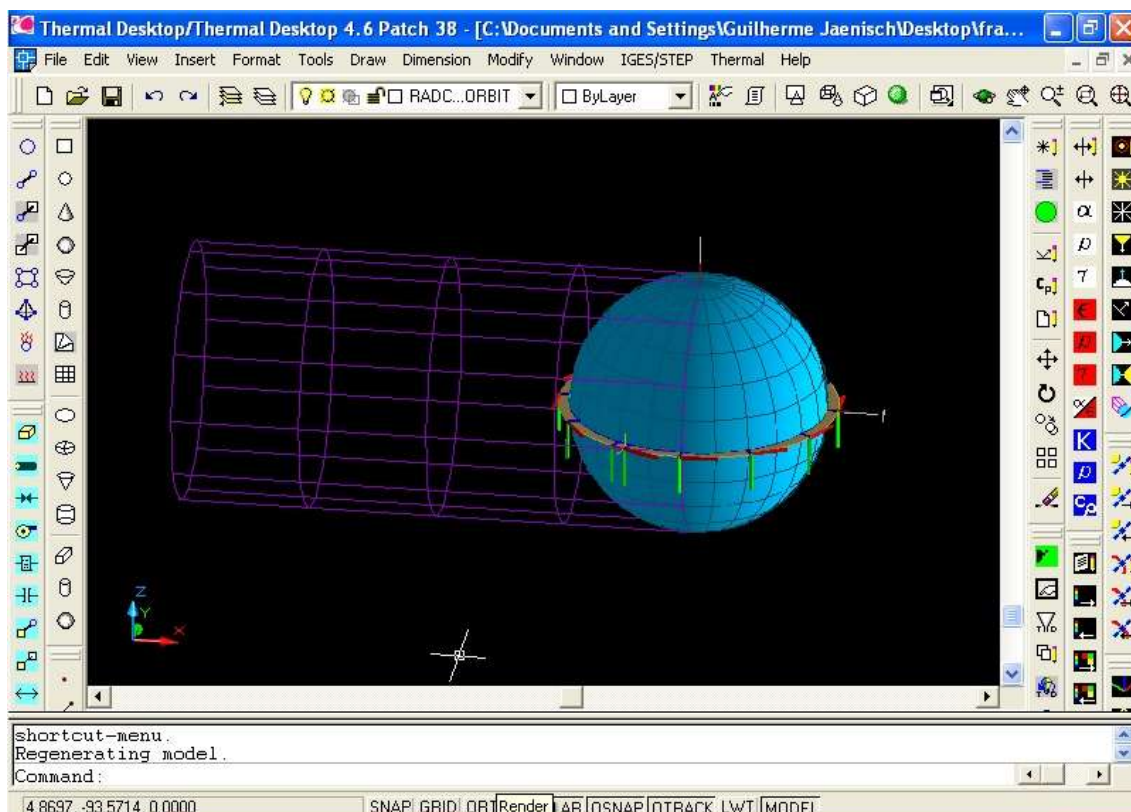 Thermal Desktop/Thermal Desktop 4.6 Patch 38 - [C:\Documents and Settings\Guilherme Jaenisch\Desktop\fra...
File Edit View Insert Format Tools Draw Dimension Modify Window IGES/STEP Thermal Help
RADC...ORBIT ByLayer
Z
Y
X
shortcut-menu.
Regenerating model.
Command:
4.8697, -93.5714, 0.0000 SNAP GRID Render OSNAP OTRACK LWT MODEL